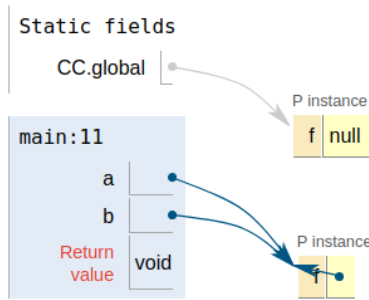 Static fields
CC.global
P instance
f null
main:11
a
b
P instance
Return
value
void
f